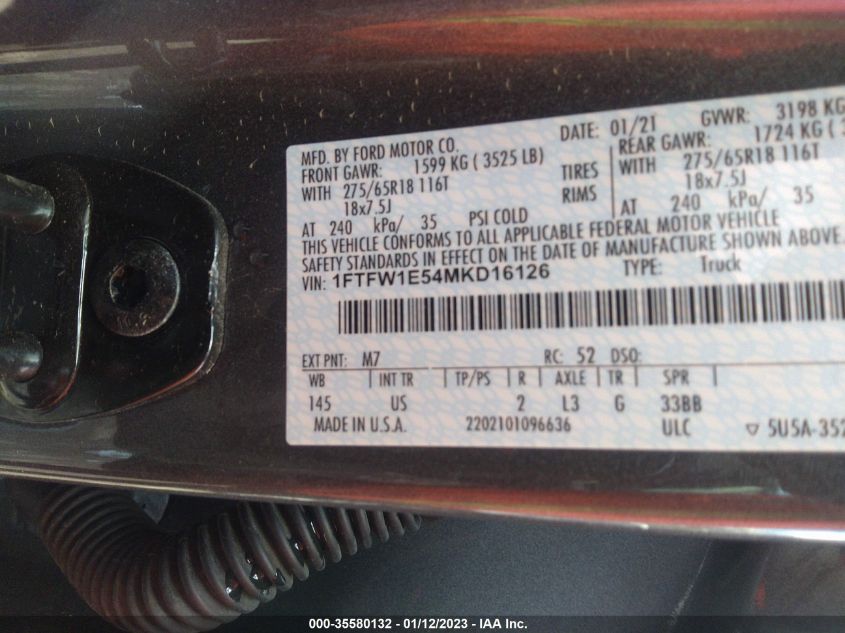 MFD. BY FORD MOTOR CO. DATE: 01/21 GVWR: 3198 KG
FRONT GAWR: 1599 KG ( 3525 LB) REAR GAWR: 1724 KG ( 3
WITH 275/65R18 116T TIRES WITH 275/65R18 116T
18x7.5J RIMS 18x7.5J
AT 240 kPa/ 35 PSI COLD AT 240 kPa/ 35
THIS VEHICLE CONFORMS TO ALL APPLICABLE FEDERAL MOTOR VEHICLE
SAFETY STANDARDS IN EFFECT ON THE DATE OF MANUFACTURE SHOWN ABOVE.
VIN: 1FTFW1E54MKD16126 TYPE: Truck
EXT PNT: M7 RC: 52 DSO:
WB | INT TR | TP/PS | R | AXLE | TR | SPR |
145 US 2 L3 G 33BB
MADE IN U.S.A. 2202101096636 ULC ▽ 5U5A-352
000-35580132 - 01/12/2023 - IAA Inc.